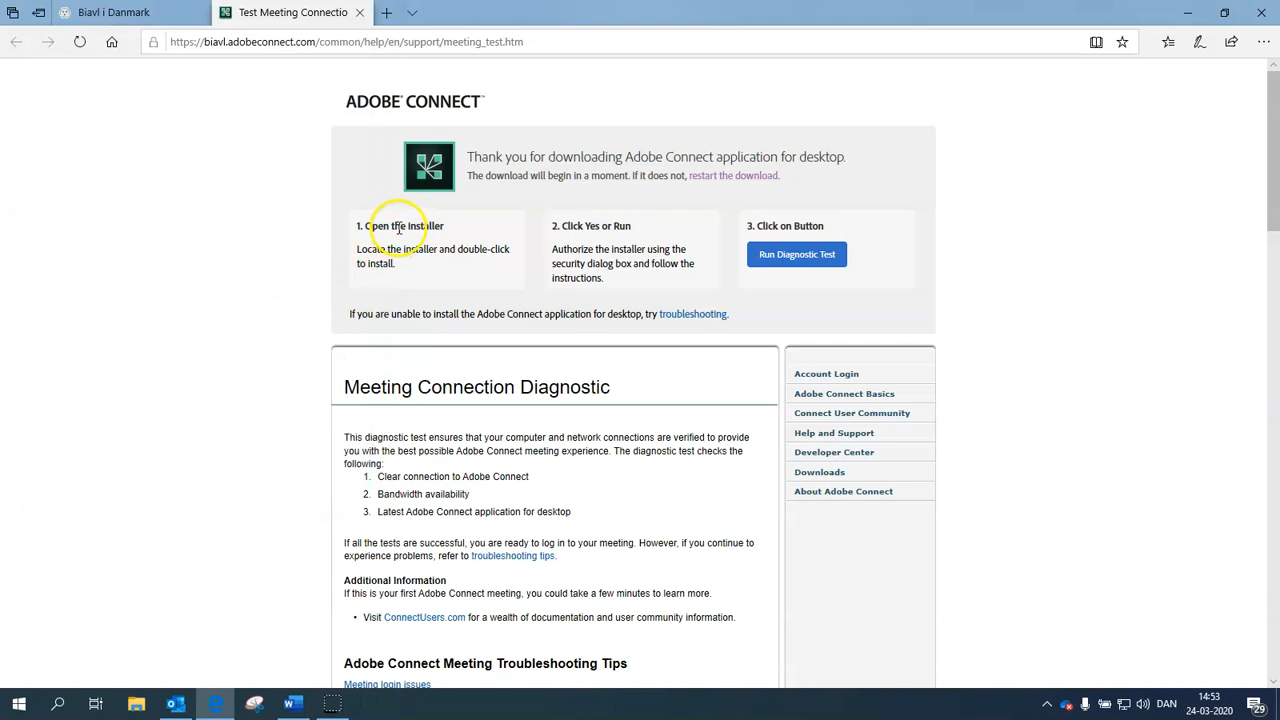 Biavl i Danmark
Test Meeting Connectio
https://biavl.adobeconnect.com/common/help/en/support/meeting_test.htm
ADOBE® CONNECT™
Thank you for downloading Adobe Connect application for desktop.
The download will begin in a moment. If it does not, restart the download.
1. Open the Installer
Locate the installer and double-click
to install.
2. Click Yes or Run
Authorize the installer using the
security dialog box and follow the
instructions.
3. Click on Button
Run Diagnostic Test
If you are unable to install the Adobe Connect application for desktop, try troubleshooting.
Meeting Connection Diagnostic
This diagnostic test ensures that your computer and network connections are verified to provide
you with the best possible Adobe Connect meeting experience. The diagnostic test checks the
following:
1. Clear connection to Adobe Connect
2. Bandwidth availability
3. Latest Adobe Connect application for desktop
If all the tests are successful, you are ready to log in to your meeting. However, if you continue to
experience problems, refer to troubleshooting tips.
Additional Information
If this is your first Adobe Connect meeting, you could take a few minutes to learn more.
• Visit ConnectUsers.com for a wealth of documentation and user community information.
Adobe Connect Meeting Troubleshooting Tips
Meeting login issues
Account Login
Adobe Connect Basics
Connect User Community
Help and Support
Developer Center
Downloads
About Adobe Connect
DAN
14:53
24-03-2020
29